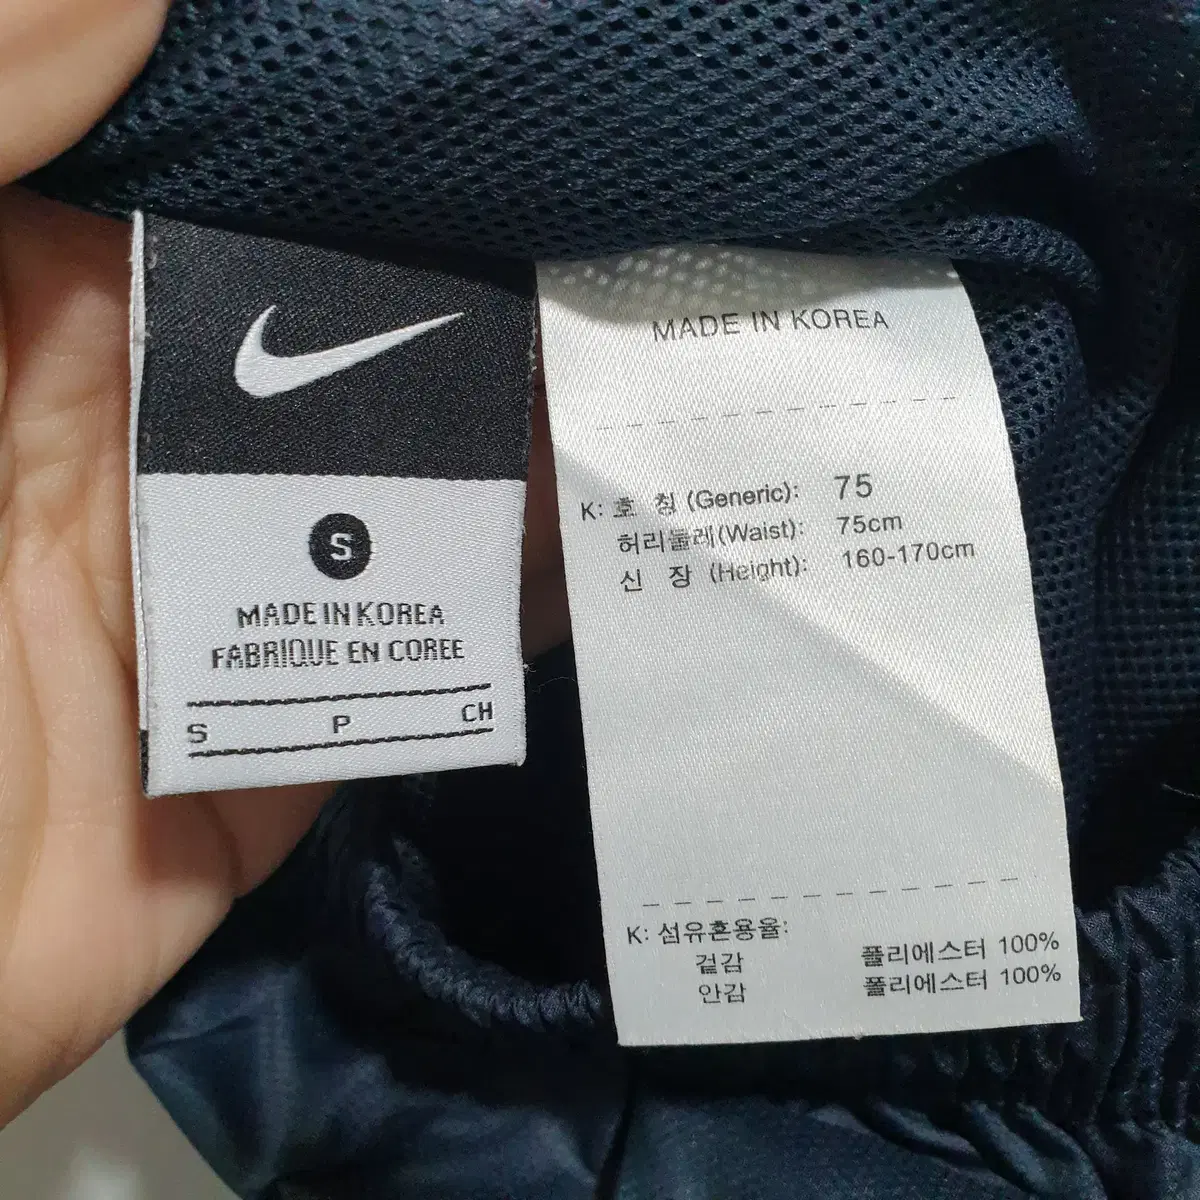 S
MADE IN KOREA
FABRIQUE EN COREE
S P CH
MADE IN KOREA
K: 호 칭 (Generic): 75
허리둘레(Waist): 75cm
신 장 (Height): 160-170cm
K: 섬유혼용율:
겉감 폴리에스터 100%
안감 폴리에스터 100%